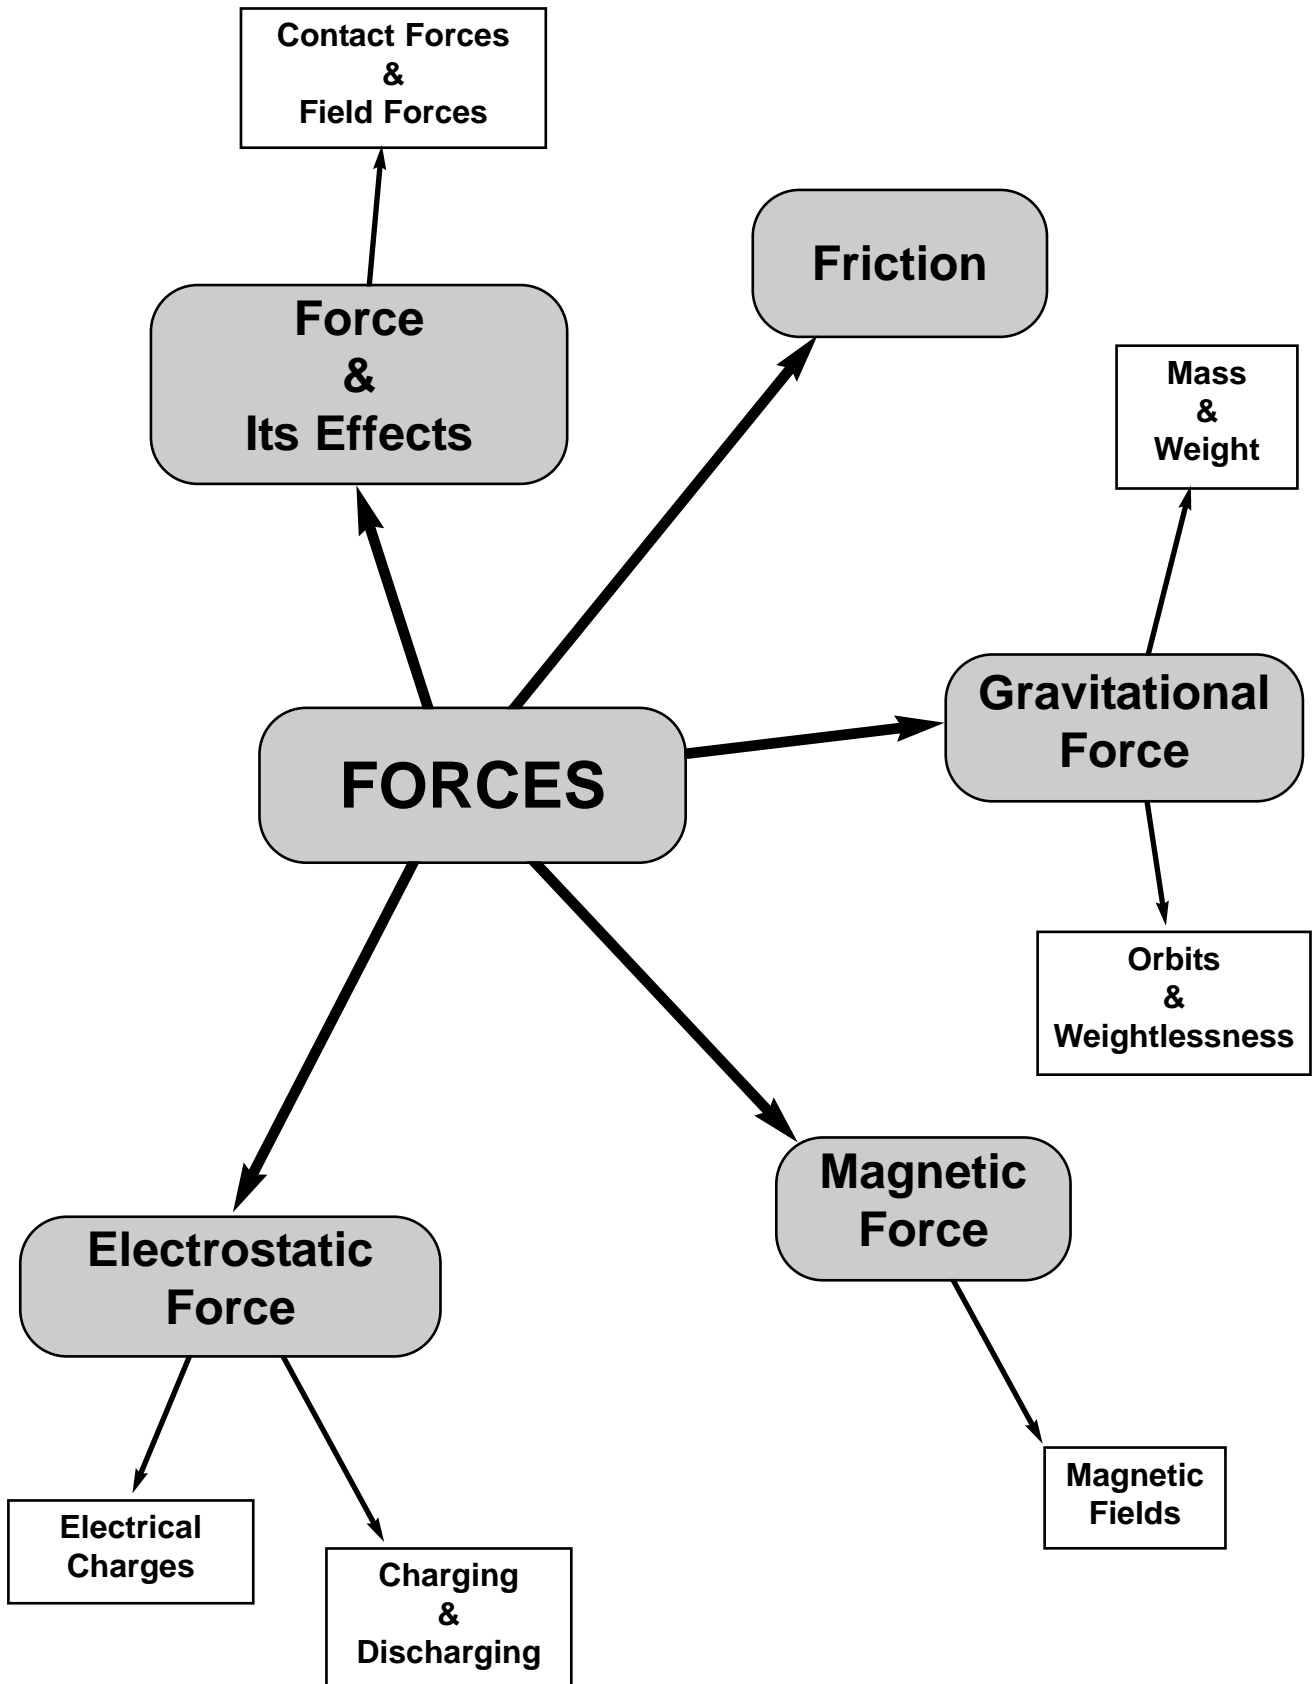 Contact Forces
&
Field Forces
Friction
Force
&
Its Effects
Mass
&
Weight
Gravitational
Force
FORCES
Orbits
&
Weightlessness
Magnetic
Force
Electrostatic
Force
Magnetic
Fields
Electrical
Charges
Charging
&
Discharging